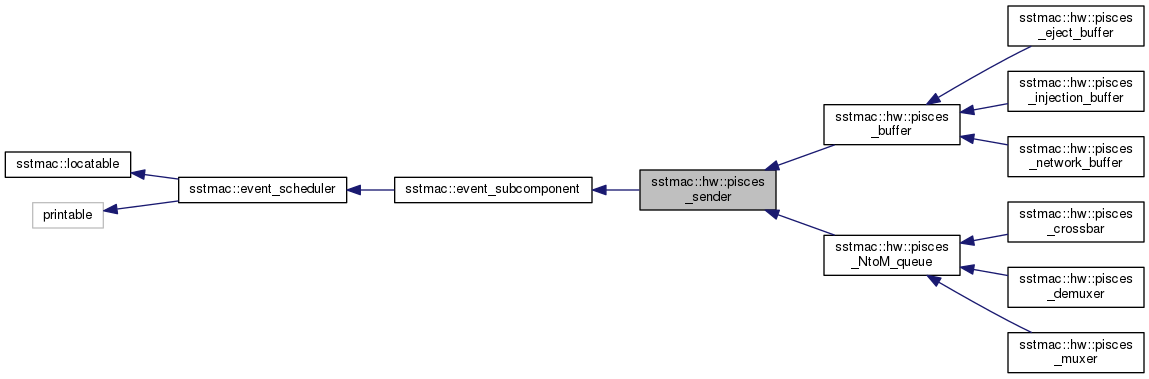 sstmac::locatable
printable
sstmac::event_scheduler
sstmac::event_subcomponent
sstmac::hw::pisces
_sender
sstmac::hw::pisces
_buffer
sstmac::hw::pisces
_NtoM_queue
sstmac::hw::pisces
_eject_buffer
sstmac::hw::pisces
_injection_buffer
sstmac::hw::pisces
_network_buffer
sstmac::hw::pisces
_crossbar
sstmac::hw::pisces
_demuxer
sstmac::hw::pisces
_muxer